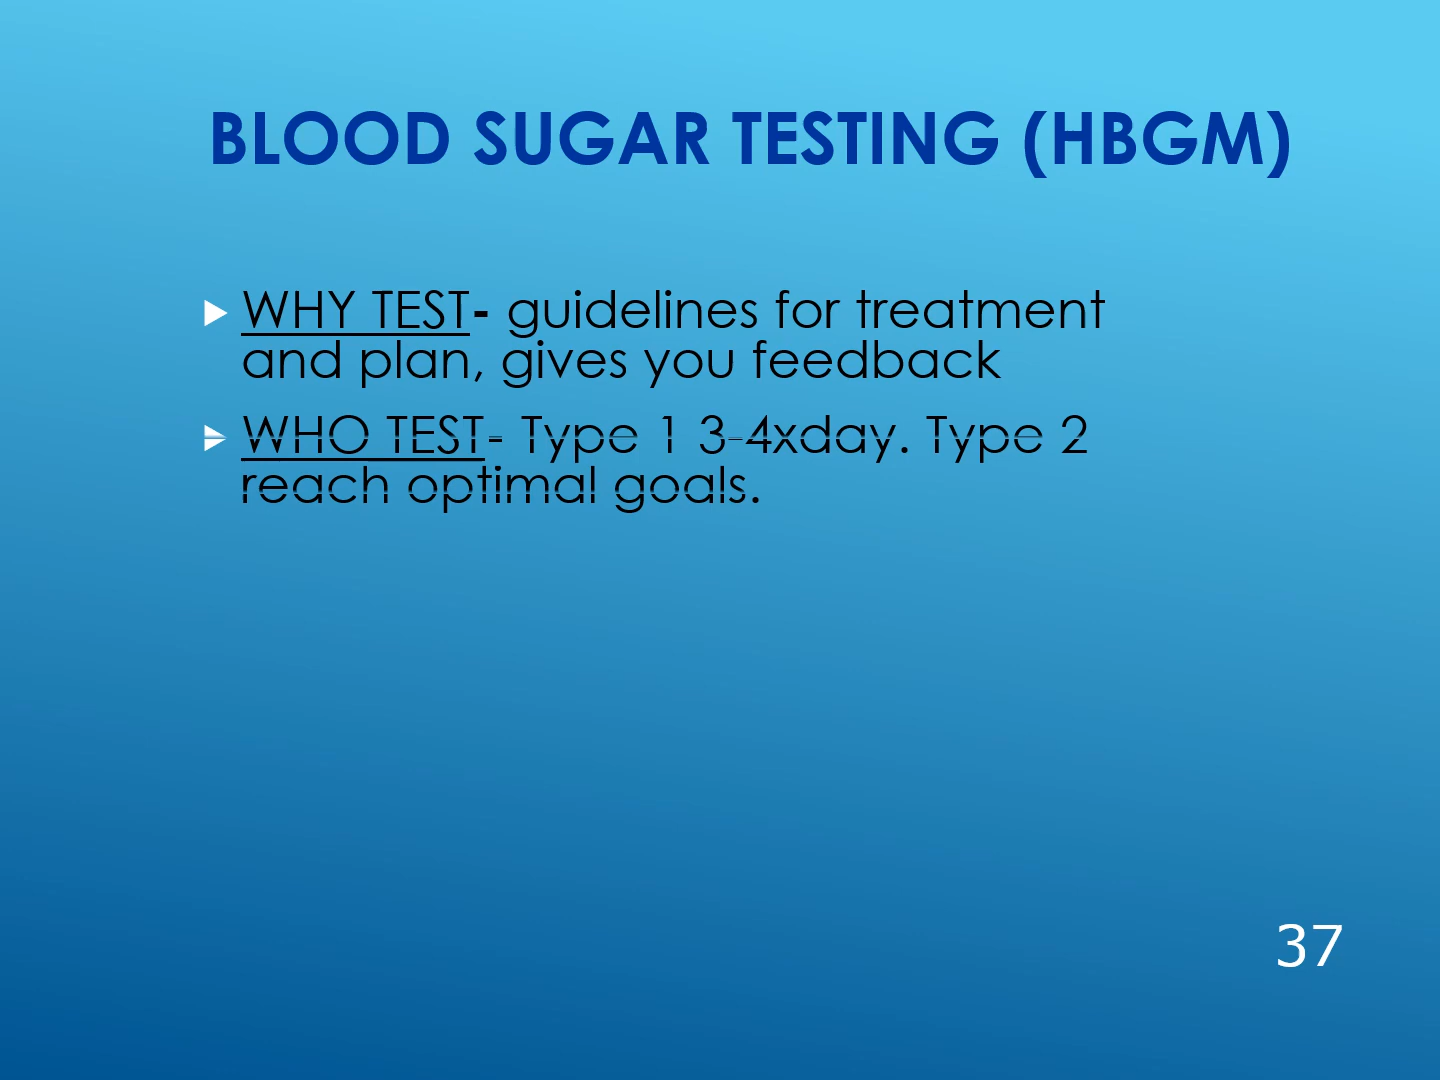 BLOOD SUGAR TESTING (HBGM)
WHY TEST- guidelines for treatment
and plan, gives you feedback
WHO TEST- Type 1 3-4xday. Type 2
reach optimal goals.
37